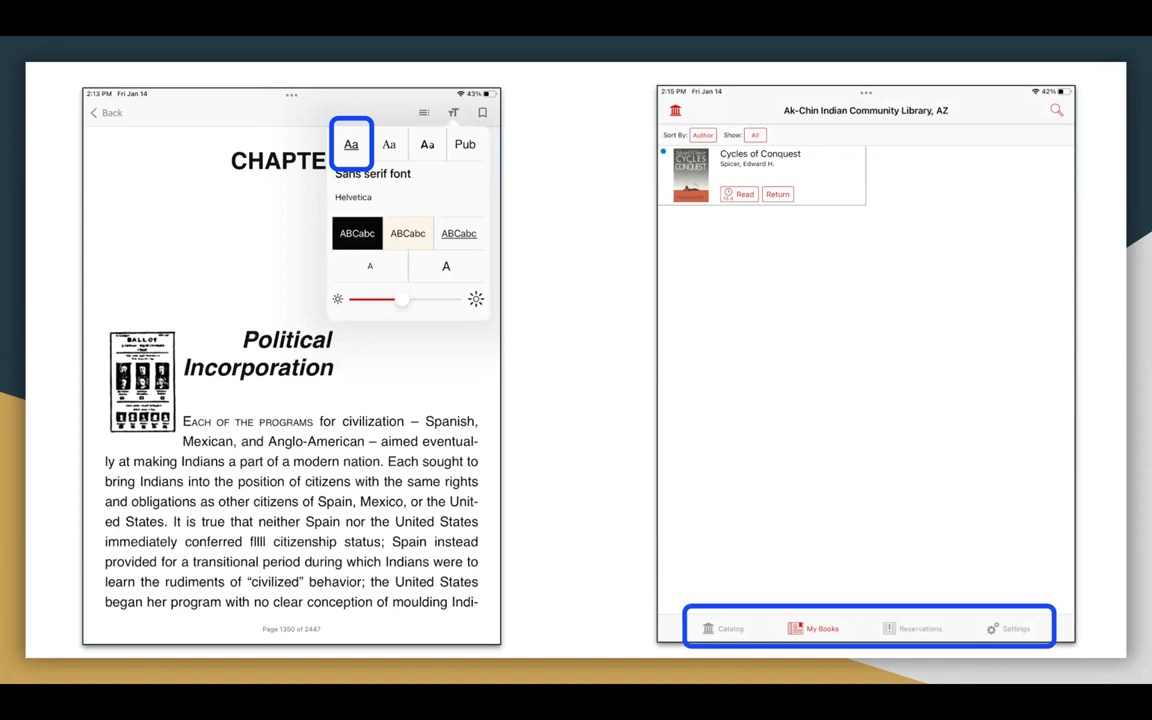 2:13 PM Fri Jan 14
43%
Back
Aa Aa Aa Pub
CHAPTE
Sans serif font
Helvetica
ABCabc ABCabc ABCabc
A A
BALLOT
Political
Incorporation
EACH OF THE PROGRAMS for civilization – Spanish,
Mexican, and Anglo-American – aimed eventual-
ly at making Indians a part of a modern nation. Each sought to
bring Indians into the position of citizens with the same rights
and obligations as other citizens of Spain, Mexico, or the Unit-
ed States. It is true that neither Spain nor the United States
immediately conferred fIlll citizenship status; Spain instead
provided for a transitional period during which Indians were to
learn the rudiments of “civilized” behavior; the United States
began her program with no clear conception of moulding Indi-
Page 1350 of 2447
2:15 PM Fri Jan 14
42%
Ak-Chin Indian Community Library, AZ
Sort By: Author Show: All
CYCLES
CONQUEST
Cycles of Conquest
Spicer, Edward H.
Read Return
Catalog My Books Reservations Settings